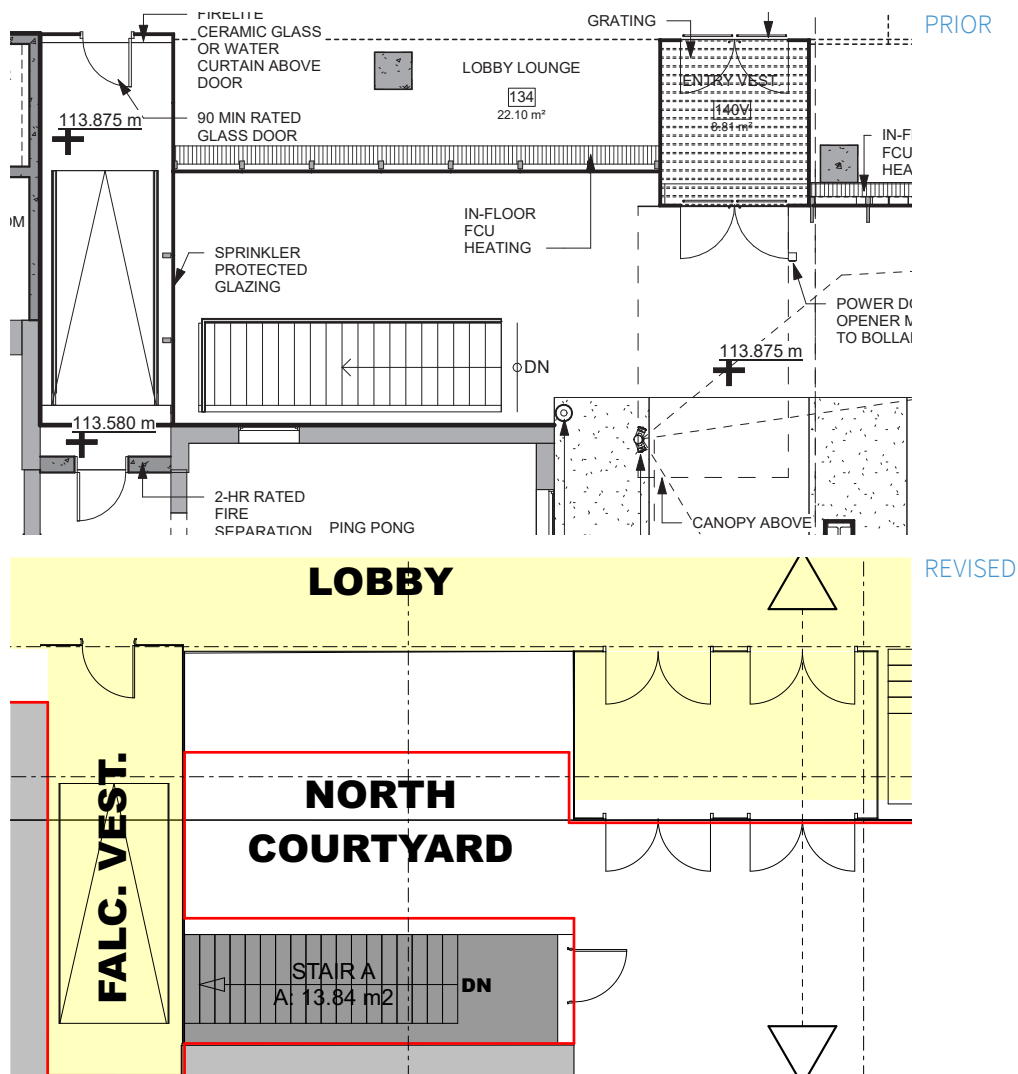 PRIOR
FIRELITE
CERAMIC GLASS
OR WATER
CURTAIN ABOVE
DOOR
GRATING
LOBBY LOUNGE
134
22.10 m²
ENTRY VEST.
140V
8.81 m²
113.875 m
90 MIN RATED
GLASS DOOR
IN-F
FCU
HEA
OM
IN-FLOOR
FCU
HEATING
SPRINKLER
PROTECTED
GLAZING
POWER DO
OPENER M
TO BOLLA
113.875 m
DN
113.580 m
2-HR RATED
FIRE
SEPARATION
PING PONG
CANOPY ABOVE
REVISED
LOBBY
FALC. VEST.
NORTH
COURTYARD
STAIR A
A: 13.84 m2
DN